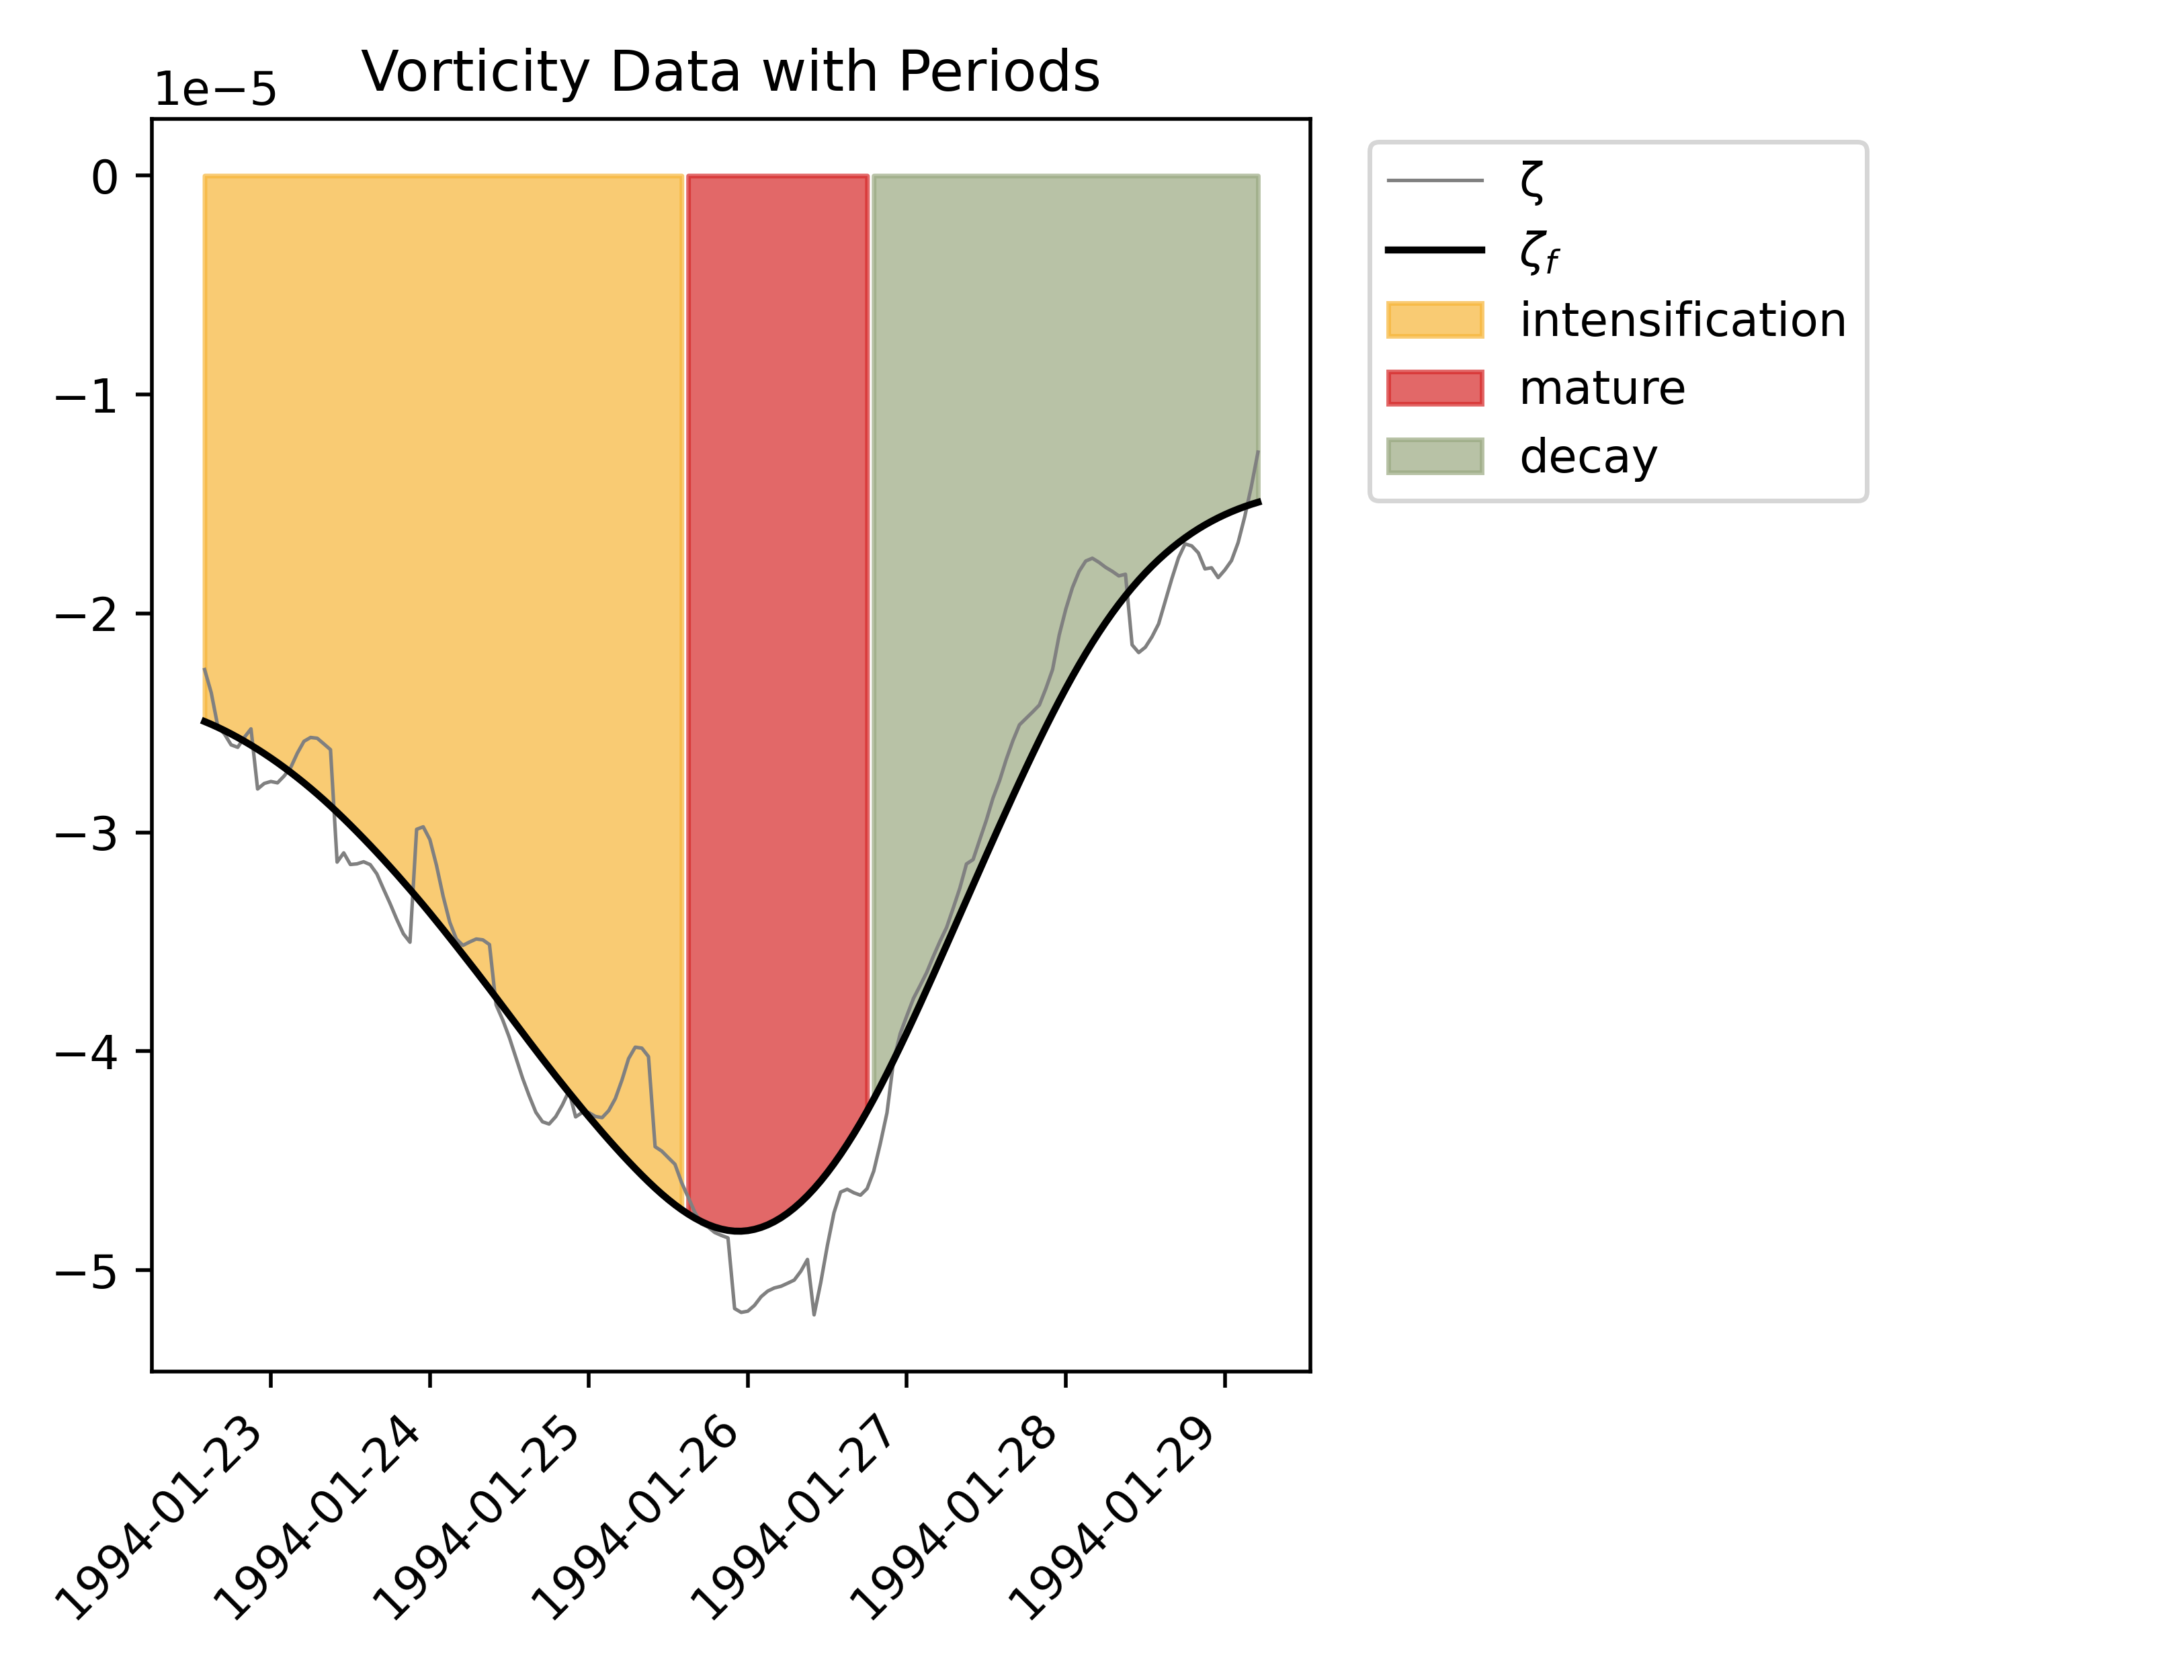 Vorticity Data with Periods
1e−5
0
−1
−2
−3
−4
−5
1994-01-23
1994-01-24
1994-01-25
1994-01-26
1994-01-27
1994-01-28
1994-01-29
ζ
ζf
intensification
mature
decay